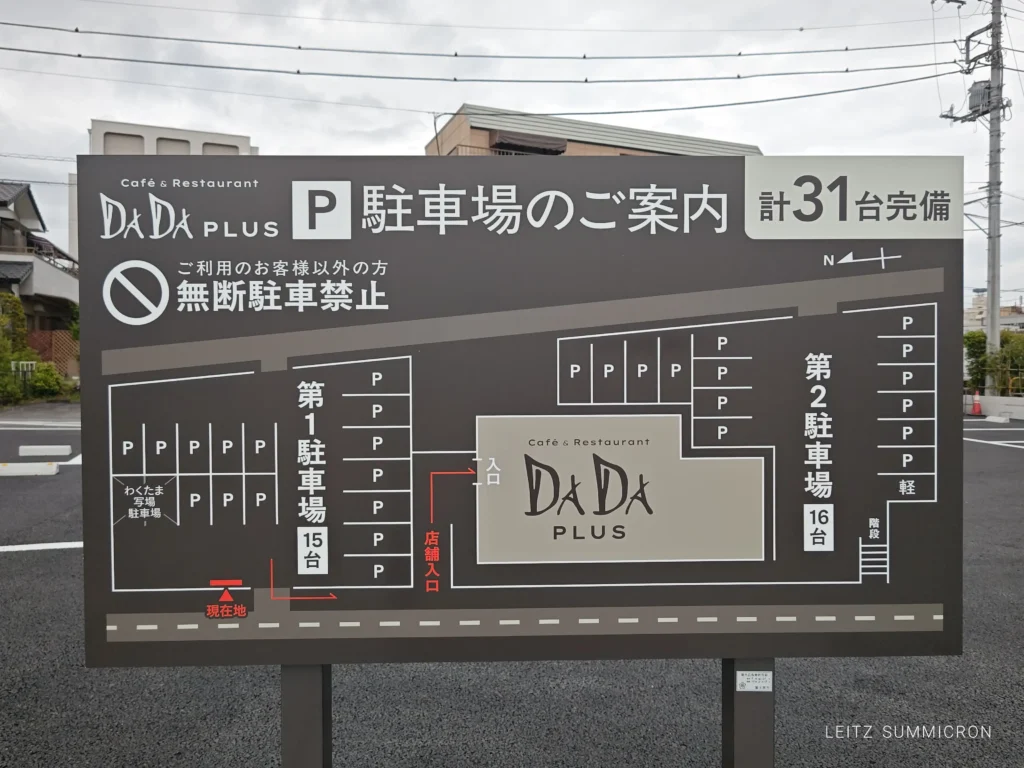 Café & Restaurant
DADA PLUS
P 駐車場のご案内
計31台完備
ご利用のお客様以外の方
無断駐車禁止
N
P
P
P
P
P
P
P
P
P
P
P
P
P
わくたま
写場
駐車場
第1駐車場
15台
P
P
P
P
P
P
P
現在地
店舗入口
入口
Café & Restaurant
DADA
PLUS
P
P
P
P
P
P
P
第2駐車場
16台
P
P
P
P
P
P
軽
階段
LEITZ SUMMICRON